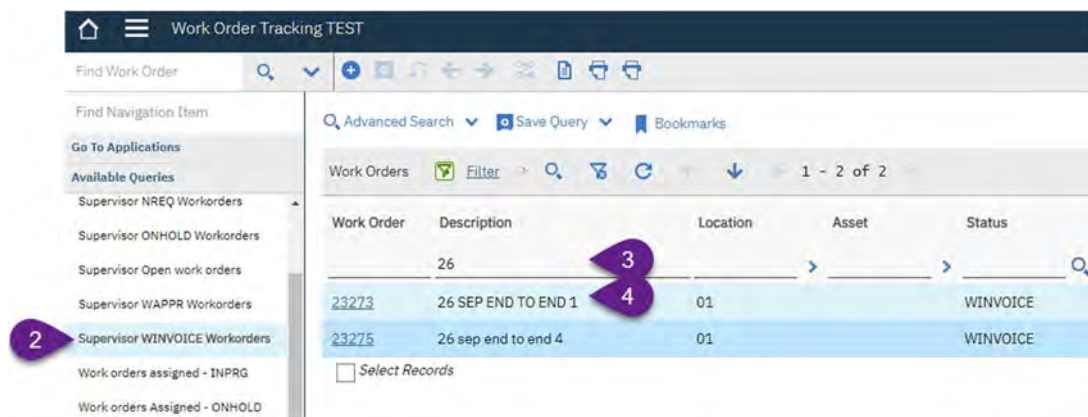 Work Order Tracking TEST
Find Work Order
Find Navigation Item
Go To Applications
Available Queries
Supervisor NREQ Workorders
Supervisor ONHOLD Workorders
Supervisor Open work orders
Supervisor WAPPR Workorders
2 Supervisor WINVOICE Workorders
Work orders assigned - INPRG
Work orders Assigned - ONHOLD
Advanced Search Save Query Bookmarks
Work Orders Filter 1 - 2 of 2
Work Order Description Location Asset Status
26 3
23273 26 SEP END TO END 1 4 01 WINVOICE
23275 26 sep end to end 4 01 WINVOICE
Select Records